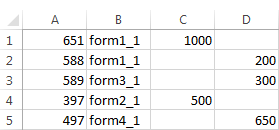 A B C D
1 651 form1_1 1000
2 588 form1_1 200
3 589 form3_1 300
4 397 form2_1 500
5 497 form4_1 650